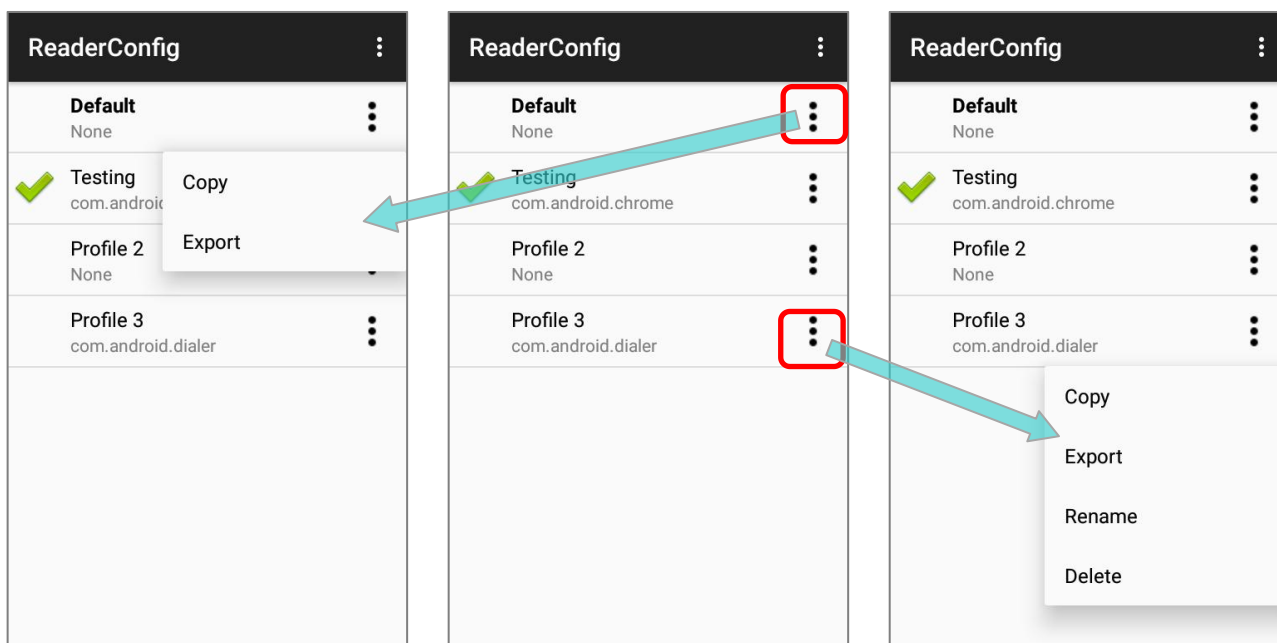 ReaderConfig
Default
None
Testing
com.androi
Copy
Export
Profile 2
None
Profile 3
com.android.dialer
ReaderConfig
Default
None
Testing
com.android.chrome
Profile 2
None
Profile 3
com.android.dialer
ReaderConfig
Default
None
Testing
com.android.chrome
Profile 2
None
Profile 3
com.android.dialer
Copy
Export
Rename
Delete